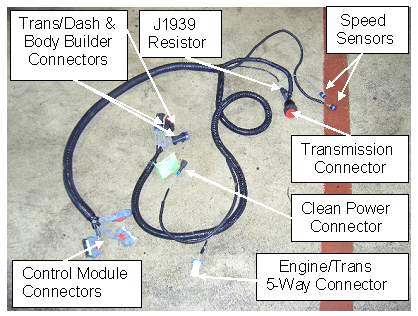 Trans/Dash &
Body Builder
Connectors
J1939
Resistor
Speed
Sensors
Transmission
Connector
Clean Power
Connector
Engine/Trans
5-Way Connector
Control Module
Connectors